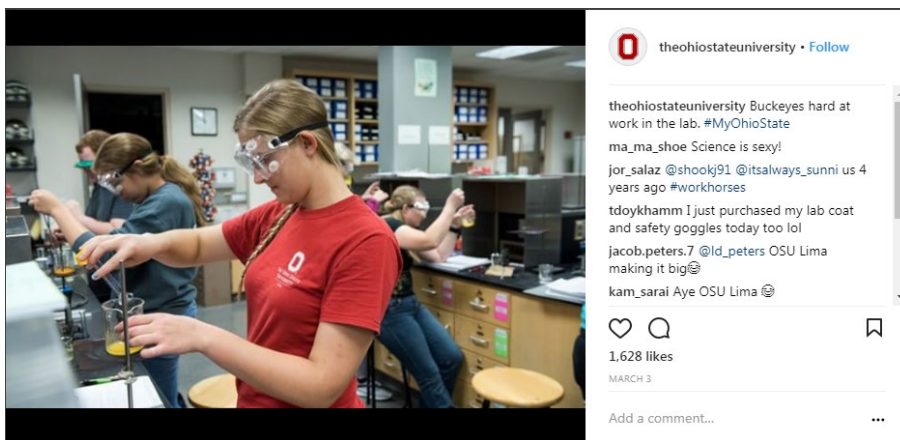 theohiostateuniversity • Follow
theohiostateuniversity Buckeyes hard at
work in the lab. #MyOhioState
ma_ma_shoe Science is sexy!
jor_salaz @shookj91 @itsalways_sunni us 4
years ago #workhorses
tdoykhamm I just purchased my lab coat
and safety goggles today too lol
jacob.peters.7 @ld_peters OSU Lima
making it big😅
kam_sarai Aye OSU Lima 😅
1,628 likes
MARCH 3
Add a comment...